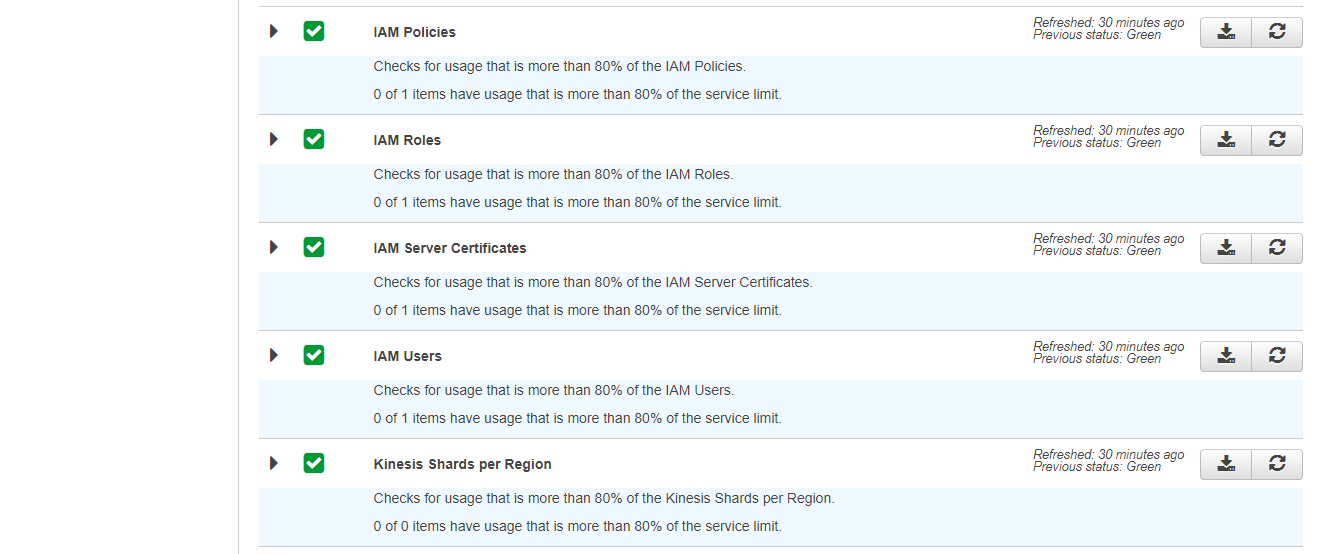 IAM Policies
Refreshed: 30 minutes ago
Previous status: Green
Checks for usage that is more than 80% of the IAM Policies.
0 of 1 items have usage that is more than 80% of the service limit.
IAM Roles
Refreshed: 30 minutes ago
Previous status: Green
Checks for usage that is more than 80% of the IAM Roles.
0 of 1 items have usage that is more than 80% of the service limit.
IAM Server Certificates
Refreshed: 30 minutes ago
Previous status: Green
Checks for usage that is more than 80% of the IAM Server Certificates.
0 of 1 items have usage that is more than 80% of the service limit.
IAM Users
Refreshed: 30 minutes ago
Previous status: Green
Checks for usage that is more than 80% of the IAM Users.
0 of 1 items have usage that is more than 80% of the service limit.
Kinesis Shards per Region
Refreshed: 30 minutes ago
Previous status: Green
Checks for usage that is more than 80% of the Kinesis Shards per Region.
0 of 0 items have usage that is more than 80% of the service limit.